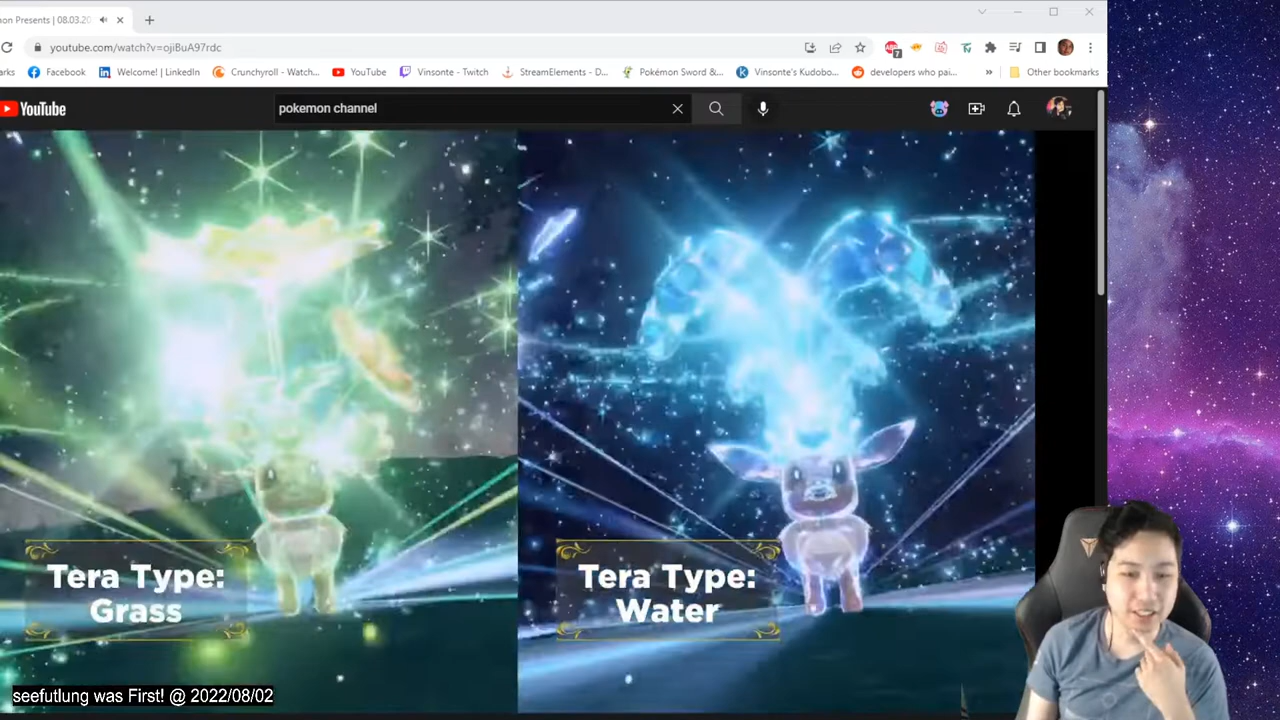 on Presents | 08.03.20
youtube.com/watch?v=ojiBuA97rdc
7
arks
Facebook
Welcome! | LinkedIn
Crunchyroll - Watch...
YouTube
Vinsonte - Twitch
StreamElements - D...
Pokémon Sword &...
Vinsonte's Kudobo...
developers who pai...
»
Other bookmarks
YouTube
pokemon channel
Tera Type:
Grass
Tera Type:
Water
seefutlung was First! @ 2022/08/02